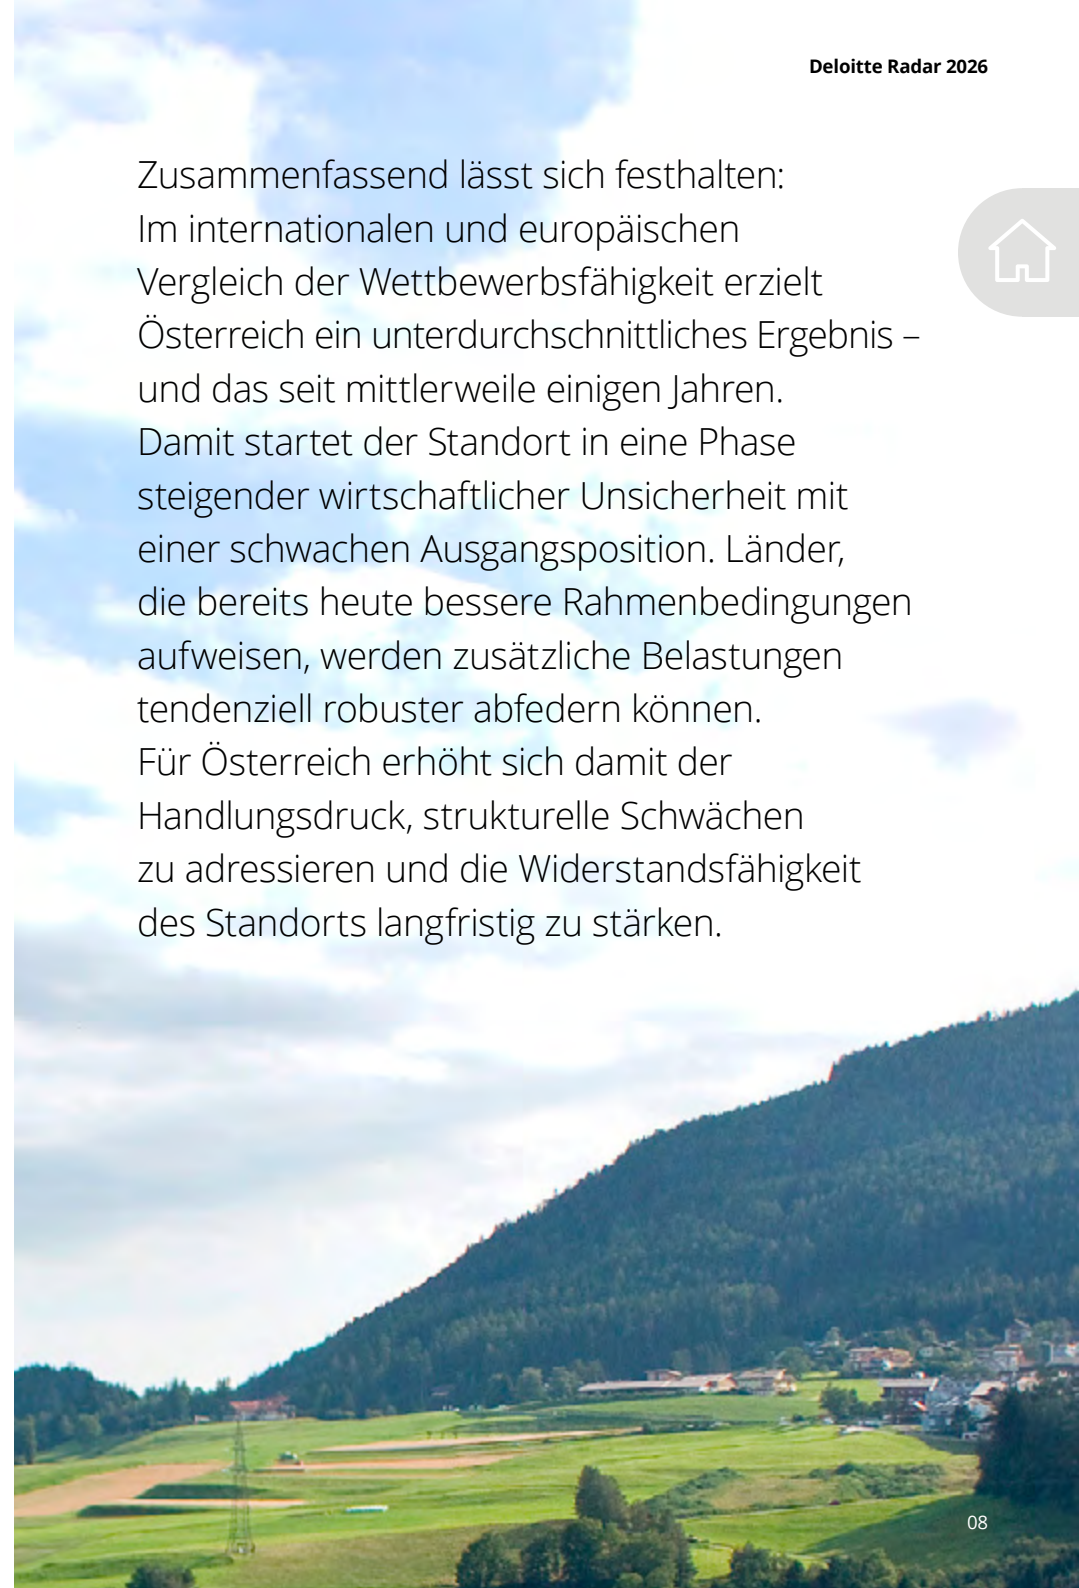 Deloitte Radar 2026
Zusammenfassend lässt sich festhalten:
Im internationalen und europäischen
Vergleich der Wettbewerbsfähigkeit erzielt
Österreich ein unterdurchschnittliches Ergebnis –
und das seit mittlerweile einigen Jahren.
Damit startet der Standort in eine Phase
steigender wirtschaftlicher Unsicherheit mit
einer schwachen Ausgangsposition. Länder,
die bereits heute bessere Rahmenbedingungen
aufweisen, werden zusätzliche Belastungen
tendenziell robuster abfedern können.
Für Österreich erhöht sich damit der
Handlungsdruck, strukturelle Schwächen
zu adressieren und die Widerstandsfähigkeit
des Standorts langfristig zu stärken.
08